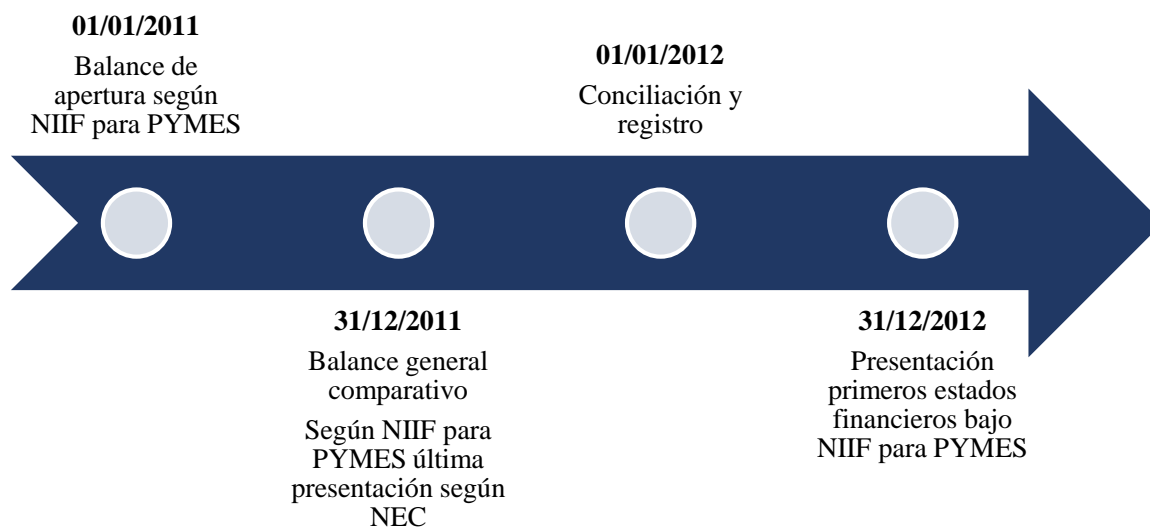 01/01/2011
Balance de
apertura según
NIIF para PYMES
31/12/2011
Balance general
comparativo
Según NIIF para
PYMES última
presentación según
NEC
01/01/2012
Conciliación y
registro
31/12/2012
Presentación
primeros estados
financieros bajo
NIIF para PYMES